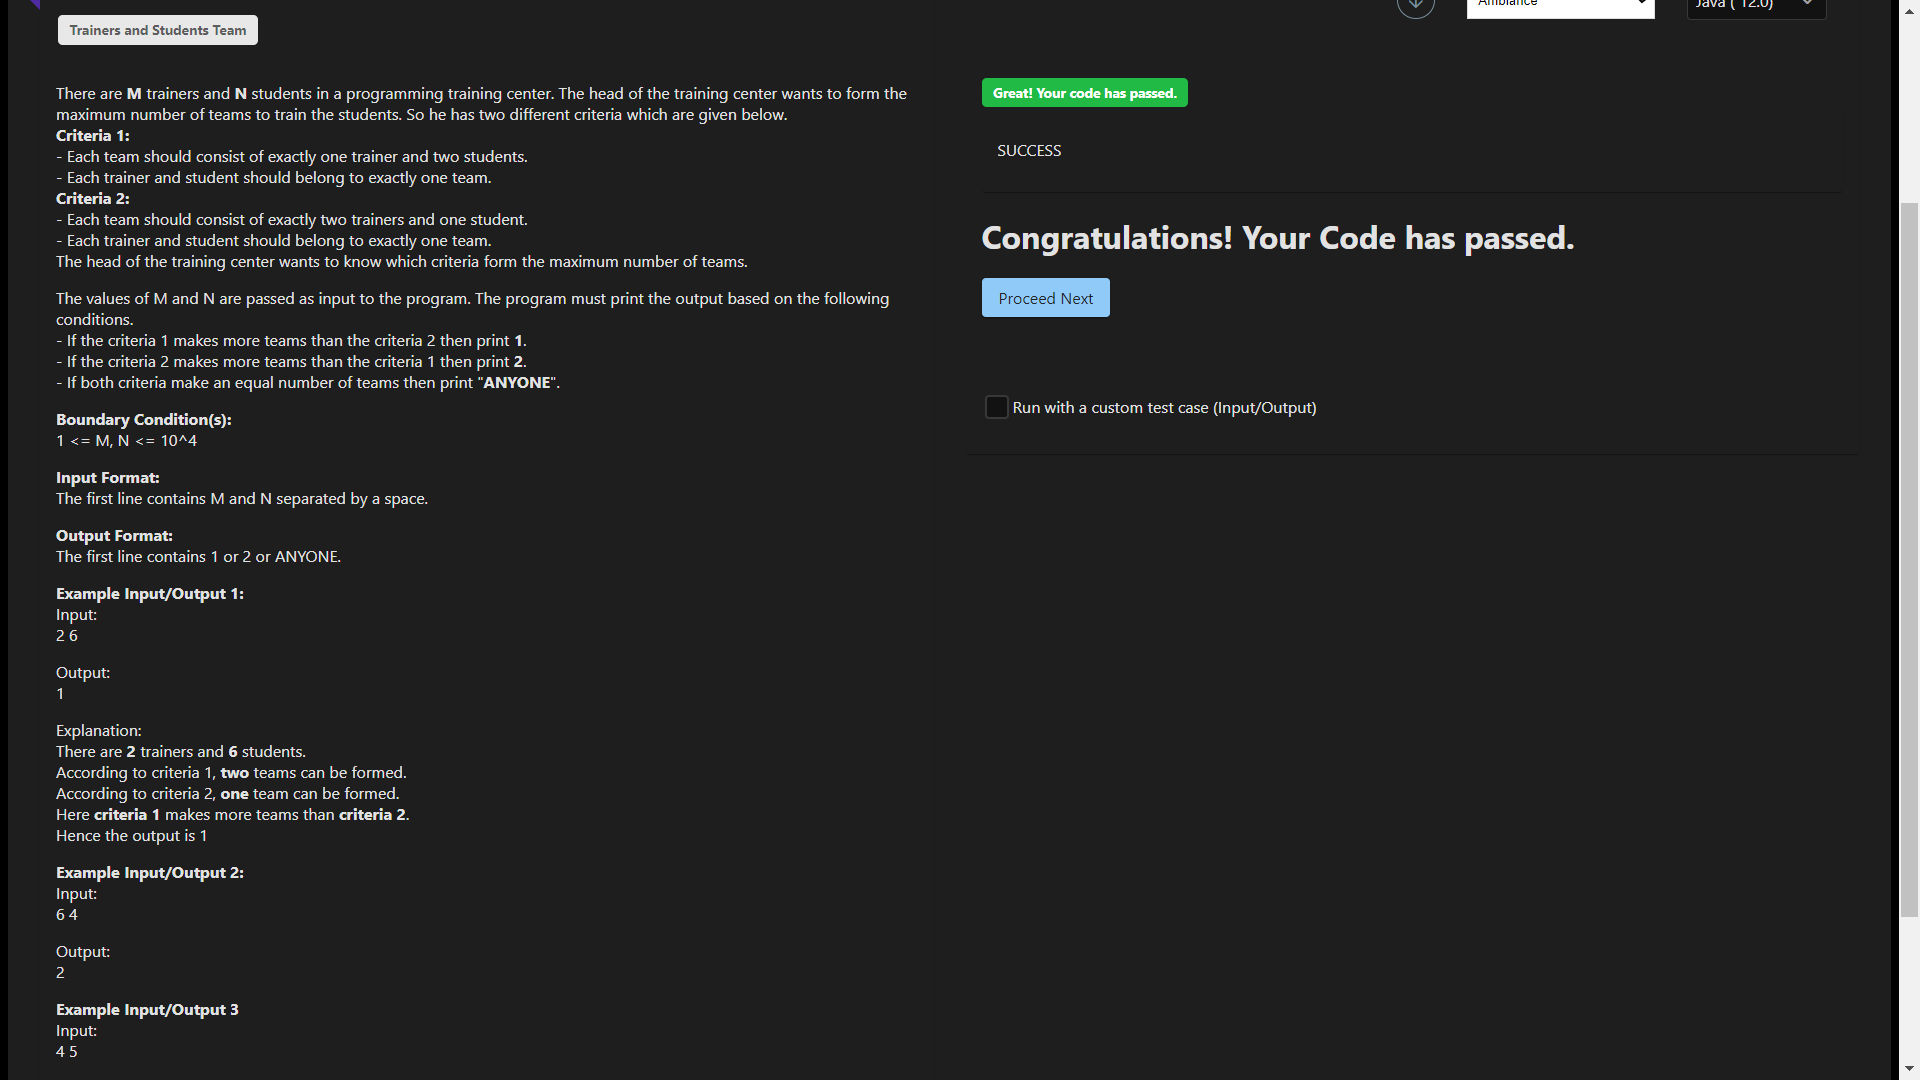 Ambiance
Java ( 12.0)
Trainers and Students Team
There are M trainers and N students in a programming training center. The head of the training center wants to form the
maximum number of teams to train the students. So he has two different criteria which are given below.
Criteria 1:
- Each team should consist of exactly one trainer and two students.
- Each trainer and student should belong to exactly one team.
Criteria 2:
- Each team should consist of exactly two trainers and one student.
- Each trainer and student should belong to exactly one team.
The head of the training center wants to know which criteria form the maximum number of teams.
The values of M and N are passed as input to the program. The program must print the output based on the following
conditions.
- If the criteria 1 makes more teams than the criteria 2 then print 1.
- If the criteria 2 makes more teams than the criteria 1 then print 2.
- If both criteria make an equal number of teams then print "ANYONE".
Boundary Condition(s):
1 <= M, N <= 10^4
Input Format:
The first line contains M and N separated by a space.
Output Format:
The first line contains 1 or 2 or ANYONE.
Example Input/Output 1:
Input:
2 6
Output:
1
Explanation:
There are 2 trainers and 6 students.
According to criteria 1, two teams can be formed.
According to criteria 2, one team can be formed.
Here criteria 1 makes more teams than criteria 2.
Hence the output is 1
Example Input/Output 2:
Input:
6 4
Output:
2
Example Input/Output 3
Input:
4 5
Great! Your code has passed.
SUCCESS
Congratulations! Your Code has passed.
Proceed Next
Run with a custom test case (Input/Output)